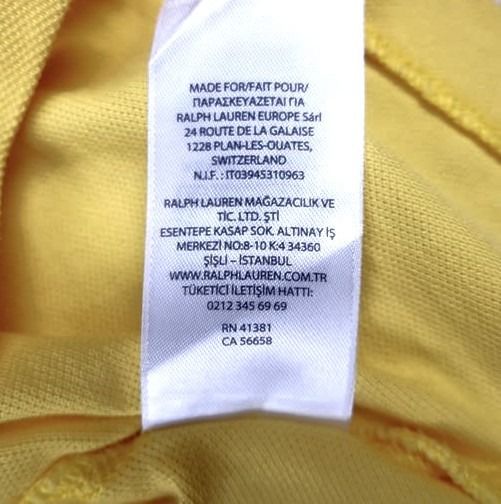 MADE FOR/FAIT POUR/
ΠΑΡΑΣΚΕΥΑΖΕΤΑΙ ΓΙΑ
RALPH LAUREN EUROPE Sárl
24 ROUTE DE LA GALAISE
1228 PLAN-LES-OUATES,
SWITZERLAND
N.I.F. : IT03945310963
RALPH LAUREN MAĞAZACILIK VE
TİC. LTD. ŞTİ
ESENTEPE KASAP SOK. ALTINAY İŞ
MERKEZİ NO:8-10 K:4 34360
ŞİŞLİ – İSTANBUL
WWW.RALPHLAUREN.COM.TR
TÜKETİCİ İLETİŞİM HATTI:
0212 345 69 69
RN 41381
CA 56658